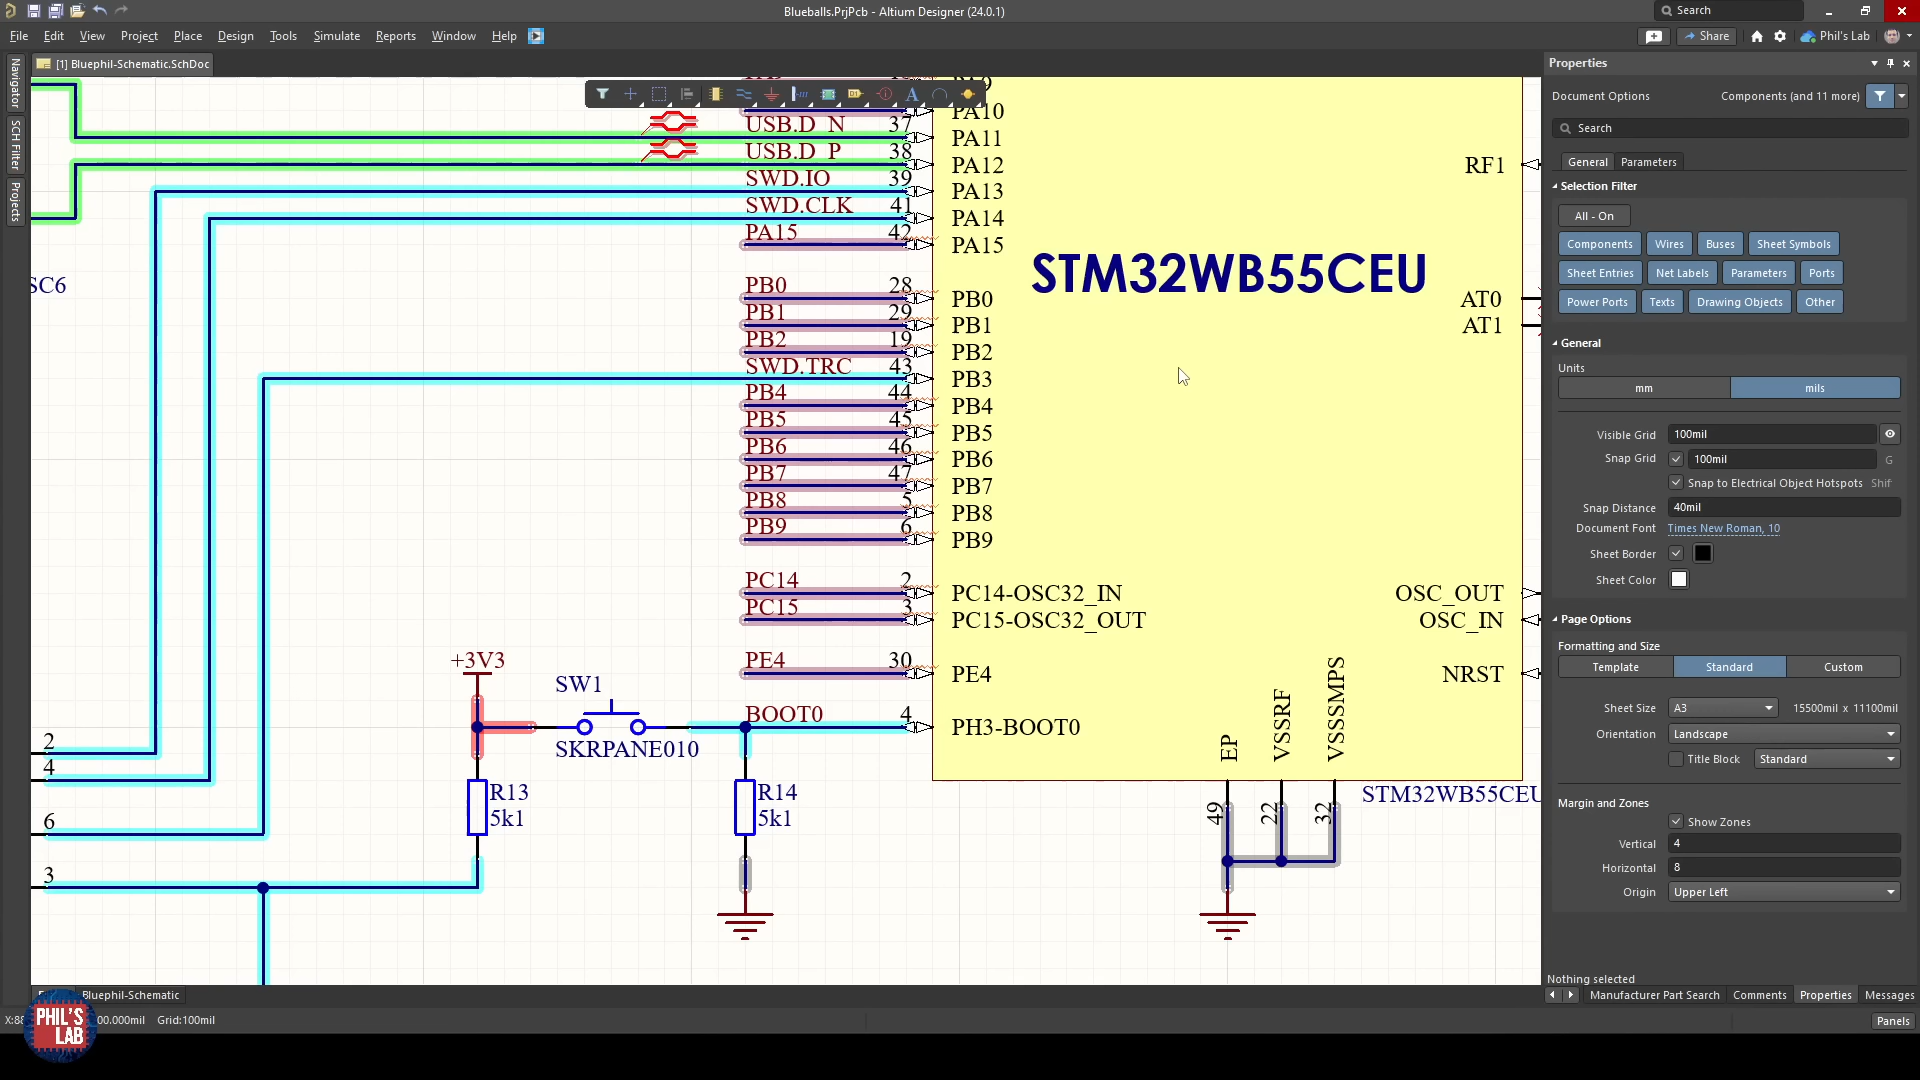 Blueballs.PrjPcb - Altium Designer (24.0.1)
Search
File Edit View Project Place Design Tools Simulate Reports Window Help
Share
Phil's Lab
Navigator
SCH Filter
Projects
[1] Bluephil-Schematic.SchDoc
PA10
USB.D_N 37 PA11
USB.D_P 38 PA12
SWD.IO 39 PA13
SWD.CLK 41 PA14
PA15 42 PA15
SC6
STM32WB55CEU
RF1
PB0 28 PB0
AT0
PB1 29 PB1
AT1
PB2 19 PB2
SWD.TRC 43 PB3
PB4 44 PB4
PB5 45 PB5
PB6 46 PB6
PB7 47 PB7
PB8 5 PB8
PB9 6 PB9
PC14 2 PC14-OSC32_IN
OSC_OUT
PC15 3 PC15-OSC32_OUT
OSC_IN
PE4 30 PE4
NRST
+3V3
SW1
SKRPANE010
BOOT0 4 PH3-BOOT0
EP
VSSRF
VSSSMPS
49
22
32
STM32WB55CEU
R13
5k1
R14
5k1
2
4
6
3
Properties
Document Options
Components (and 11 more)
Search
General Parameters
Selection Filter
All - On
Components Wires Buses Sheet Symbols
Sheet Entries Net Labels Parameters Ports
Power Ports Texts Drawing Objects Other
General
Units
mm mils
Visible Grid 100mil
Snap Grid 100mil G
Snap to Electrical Object Hotspots Shif
Snap Distance 40mil
Document Font Times New Roman, 10
Sheet Border
Sheet Color
Page Options
Formatting and Size
Template Standard Custom
Sheet Size A3 15500mil x 11100mil
Orientation Landscape
Title Block Standard
Margin and Zones
Show Zones
Vertical 4
Horizontal 8
Origin Upper Left
Nothing selected
Manufacturer Part Search Comments Properties Messages
Bluephil-Schematic
00.000mil Grid:100mil
Panels
PHIL'S
LAB